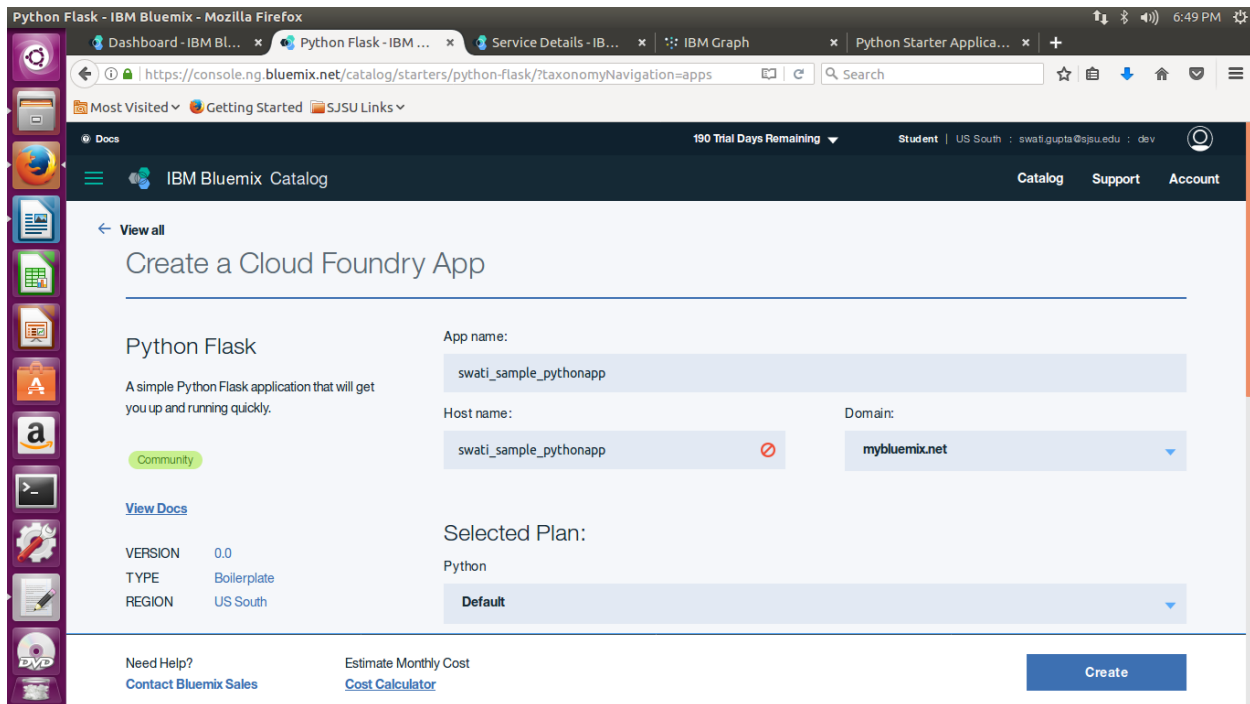 Python Flask - IBM Bluemix - Mozilla Firefox
6:49 PM
Dashboard - IBM Bl... × Python Flask - IBM ... × Service Details - IB... × IBM Graph × Python Starter Applica... × +
https://console.ng.bluemix.net/catalog/starters/python-flask/?taxonomyNavigation=apps
Search
Most Visited Getting Started SJSU Links
Docs
190 Trial Days Remaining
Student | US South : swati.gupta@sjsu.edu : dev
IBM Bluemix Catalog
Catalog Support Account
← View all
Create a Cloud Foundry App
Python Flask
A simple Python Flask application that will get
you up and running quickly.
Community
View Docs
VERSION 0.0
TYPE Boilerplate
REGION US South
App name:
swati_sample_pythonapp
Host name:
swati_sample_pythonapp
Domain:
mybluemix.net
Selected Plan:
Python
Default
Need Help?
Contact Bluemix Sales
Estimate Monthly Cost
Cost Calculator
Create
A
a
>_
DVD